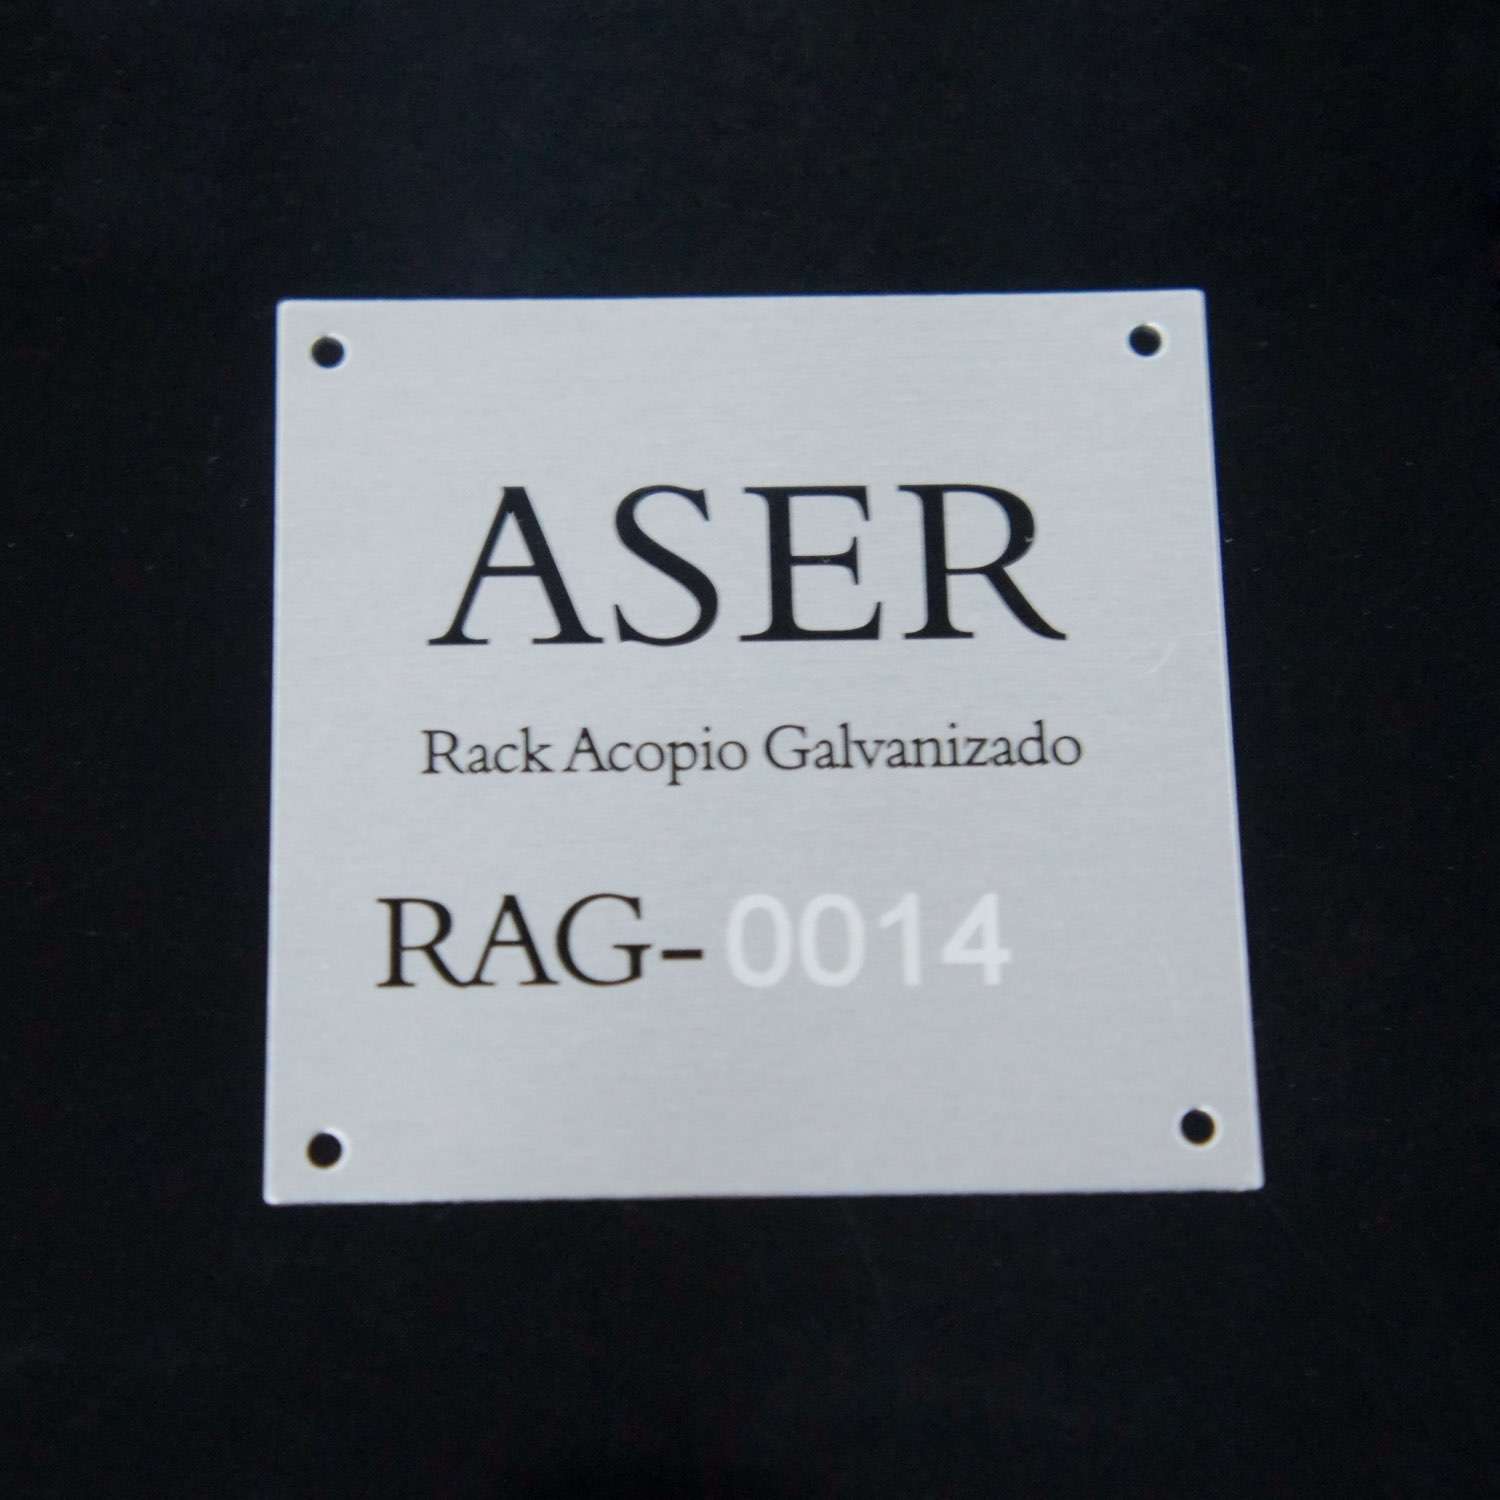 ASER
Rack Acopio Galvanizado
RAG-0014